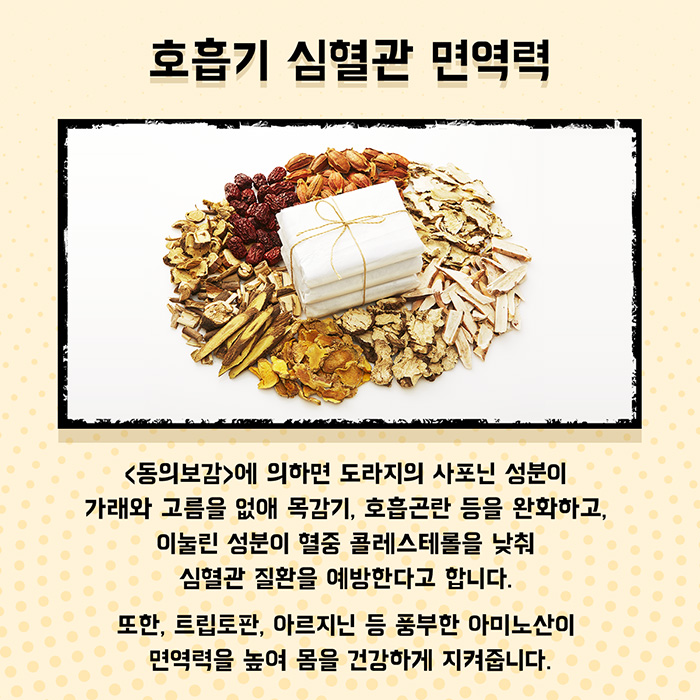 호흡기 심혈관 면역력
<동의보감>에 의하면 도라지의 사포닌 성분이
가래와 고름을 없애 목감기, 호흡곤란 등을 완화하고,
이눌린 성분이 혈중 콜레스테롤을 낮춰
심혈관 질환을 예방한다고 합니다.
또한, 트립토판, 아르지닌 등 풍부한 아미노산이
면역력을 높여 몸을 건강하게 지켜줍니다.